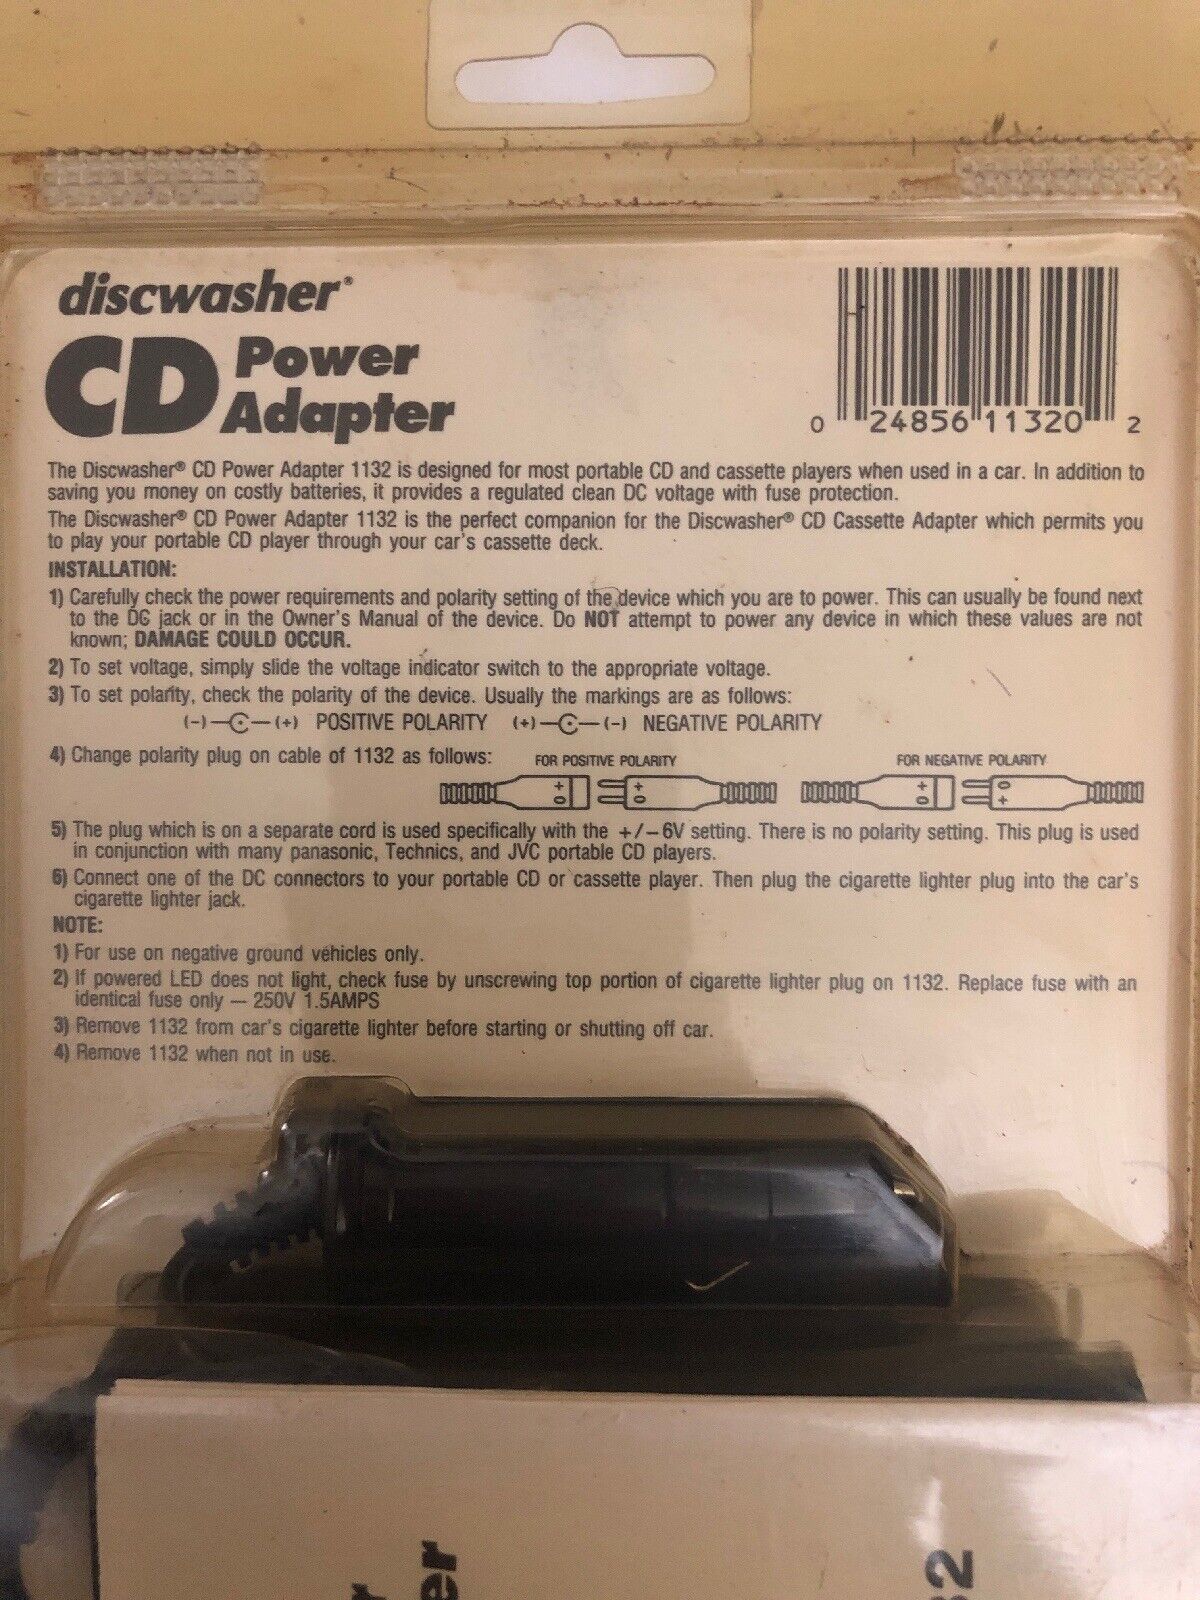 discwasher®
CD Power
Adapter
0 24856 11320 2
The Discwasher® CD Power Adapter 1132 is designed for most portable CD and cassette players when used in a car. In addition to
saving you money on costly batteries, it provides a regulated clean DC voltage with fuse protection.
The Discwasher® CD Power Adapter 1132 is the perfect companion for the Discwasher® CD Cassette Adapter which permits you
to play your portable CD player through your car's cassette deck.
INSTALLATION:
1) Carefully check the power requirements and polarity setting of the device which you are to power. This can usually be found next
to the DC jack or in the Owner's Manual of the device. Do NOT attempt to power any device in which these values are not
known; DAMAGE COULD OCCUR.
2) To set voltage, simply slide the voltage indicator switch to the appropriate voltage.
3) To set polarity, check the polarity of the device. Usually the markings are as follows:
(-) (+) POSITIVE POLARITY (+) (-) NEGATIVE POLARITY
4) Change polarity plug on cable of 1132 as follows: FOR POSITIVE POLARITY FOR NEGATIVE POLARITY
+ + + o
o o o +
5) The plug which is on a separate cord is used specifically with the +/-6V setting. There is no polarity setting. This plug is used
in conjunction with many panasonic, Technics, and JVC portable CD players.
6) Connect one of the DC connectors to your portable CD or cassette player. Then plug the cigarette lighter plug into the car's
cigarette lighter jack.
NOTE:
1) For use on negative ground vehicles only.
2) If powered LED does not light, check fuse by unscrewing top portion of cigarette lighter plug on 1132. Replace fuse with an
identical fuse only — 250V 1.5AMPS
3) Remove 1132 from car's cigarette lighter before starting or shutting off car.
4) Remove 1132 when not in use.